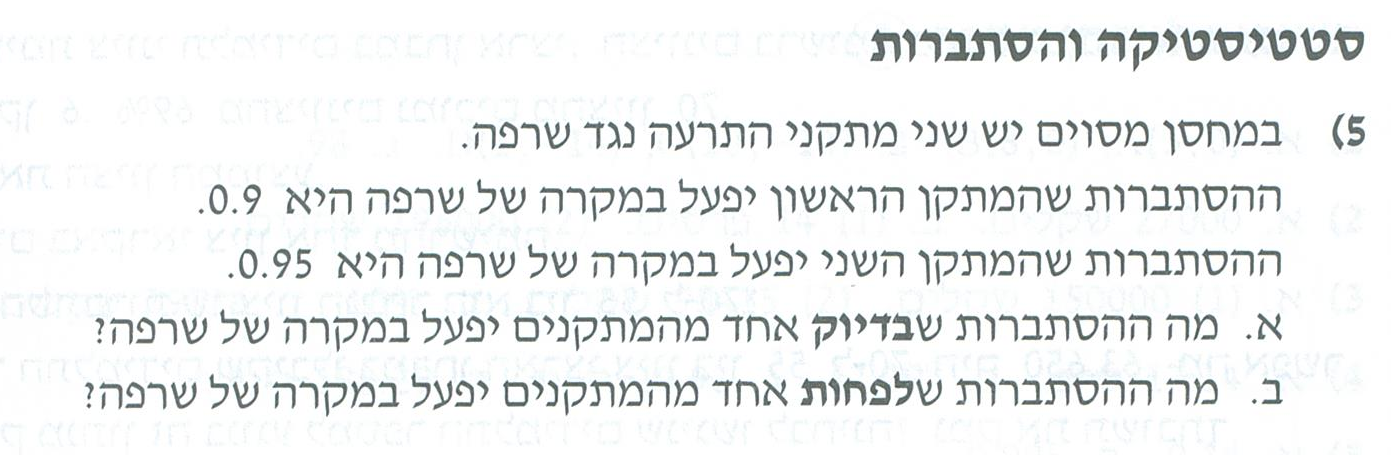 סטטיסטיקה והסתברות
5) במחסן מסוים יש שני מתקני התרעה נגד שרפה.
ההסתברות שהמתקן הראשון יפעל במקרה של שרפה היא 0.9.
ההסתברות שהמתקן השני יפעל במקרה של שרפה היא 0.95.
א. מה ההסתברות שבדיוק אחד מהמתקנים יפעל במקרה של שרפה?
ב. מה ההסתברות שלפחות אחד מהמתקנים יפעל במקרה של שרפה?